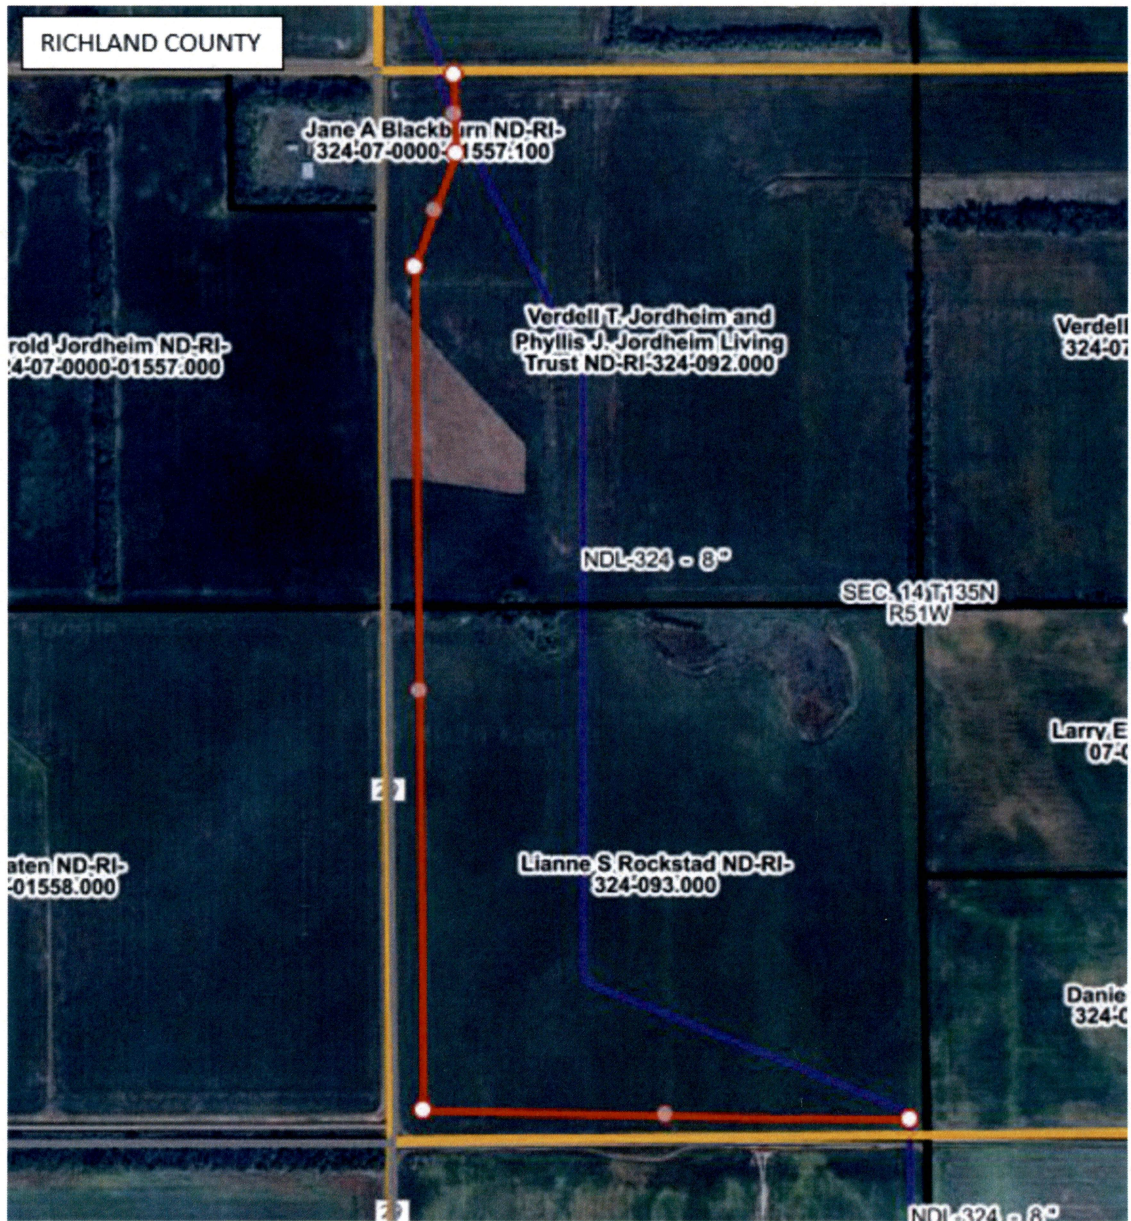 RICHLAND COUNTY
Jane A Blackburn ND-RI-
324-07-0000-01557.100
Verdell T. Jordheim and
Phyllis J. Jordheim Living
Trust ND-RI-324-092.000
Verdell
324-07
rold Jordheim ND-RI-
24-07-0000-01557.000
NDL-324 - 8"
SEC. 14 T135N
R51W
Larry E
07-0
29
Lianne S Rockstad ND-RI-
324-093.000
aten ND-RI-
-01558.000
Danie
324-0
29
NDL-324 - 8"